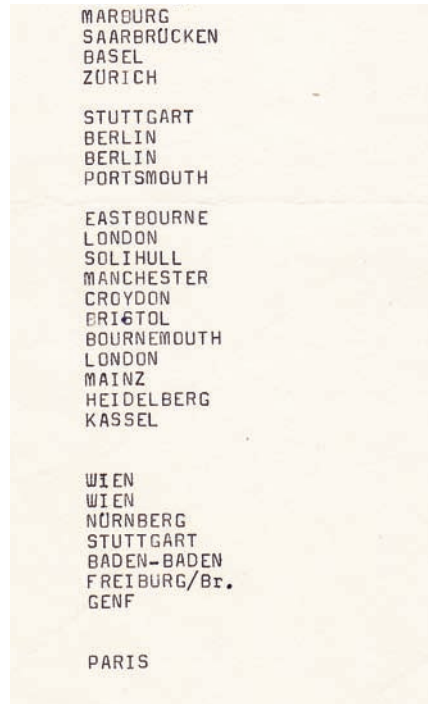 MARBURG
SAARBRÜCKEN
BASEL
ZÜRICH
STUTTGART
BERLIN
BERLIN
PORTSMOUTH
EASTBOURNE
LONDON
SOLIHULL
MANCHESTER
CROYDON
BRISTOL
BOURNEMOUTH
LONDON
MAINZ
HEIDELBERG
KASSEL
WIEN
WIEN
NÜRNBERG
STUTTGART
BADEN-BADEN
FREIBURG/Br.
GENF
PARIS